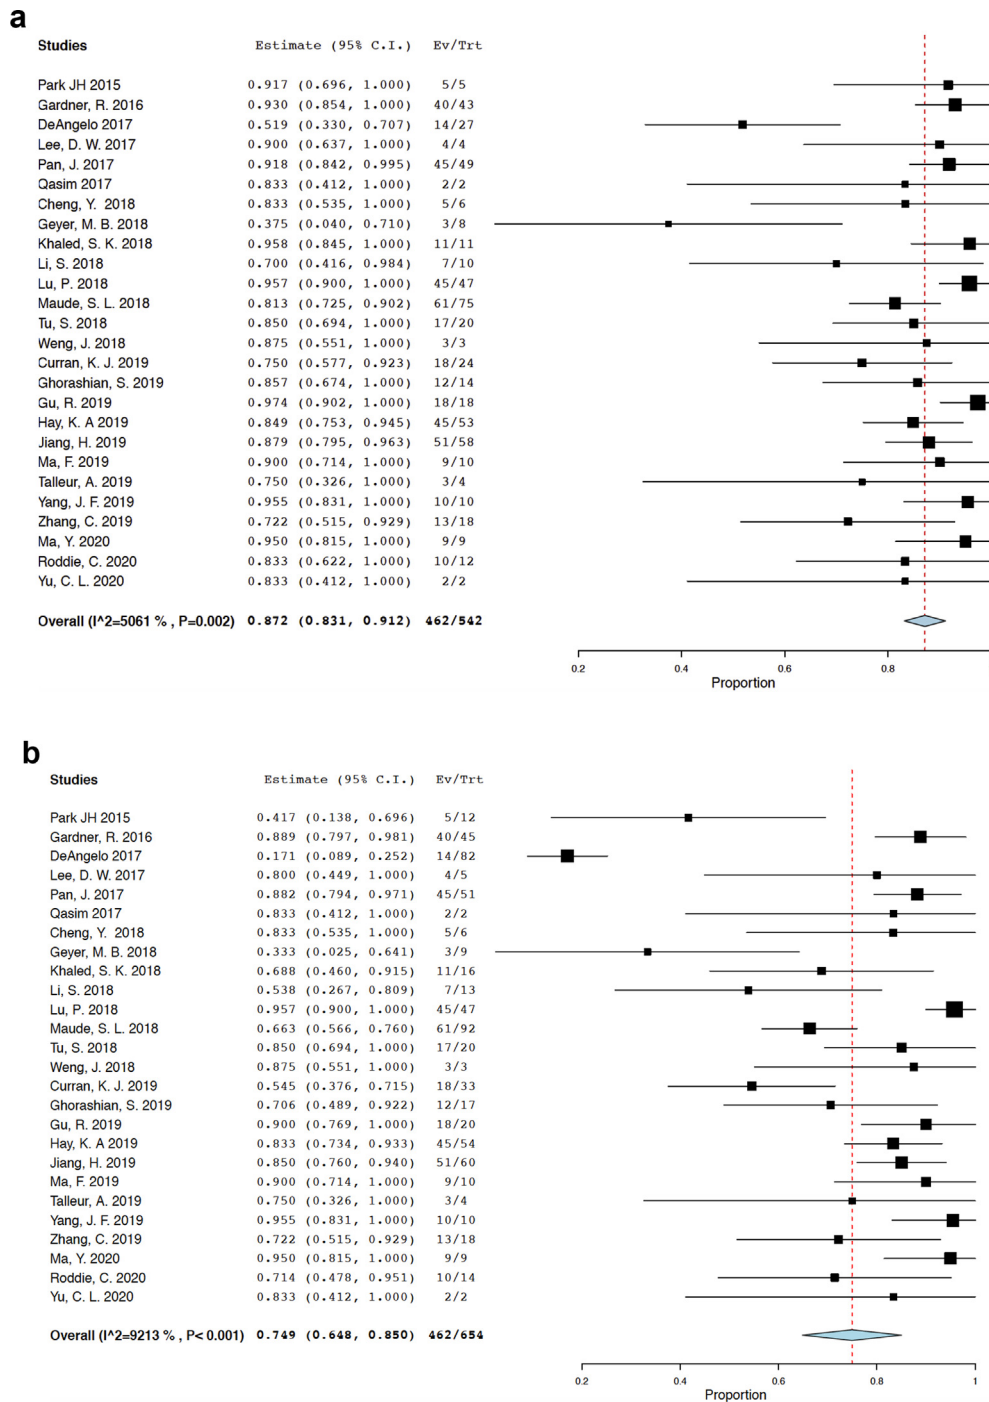 a
Studies Estimate (95% C.I.) Ev/Trt
Park JH 2015 0.917 (0.696, 1.000) 5/5
Gardner, R. 2016 0.930 (0.854, 1.000) 40/43
DeAngelo 2017 0.519 (0.330, 0.707) 14/27
Lee, D. W. 2017 0.900 (0.637, 1.000) 4/4
Pan, J. 2017 0.918 (0.842, 0.995) 45/49
Qasim 2017 0.833 (0.412, 1.000) 2/2
Cheng, Y. 2018 0.833 (0.535, 1.000) 5/6
Geyer, M. B. 2018 0.375 (0.040, 0.710) 3/8
Khaled, S. K. 2018 0.958 (0.845, 1.000) 11/11
Li, S. 2018 0.700 (0.416, 0.984) 7/10
Lu, P. 2018 0.957 (0.900, 1.000) 45/47
Maude, S. L. 2018 0.813 (0.725, 0.902) 61/75
Tu, S. 2018 0.850 (0.694, 1.000) 17/20
Weng, J. 2018 0.875 (0.551, 1.000) 3/3
Curran, K. J. 2019 0.750 (0.577, 0.923) 18/24
Ghorashian, S. 2019 0.857 (0.674, 1.000) 12/14
Gu, R. 2019 0.974 (0.902, 1.000) 18/18
Hay, K. A 2019 0.849 (0.753, 0.945) 45/53
Jiang, H. 2019 0.879 (0.795, 0.963) 51/58
Ma, F. 2019 0.900 (0.714, 1.000) 9/10
Talleur, A. 2019 0.750 (0.326, 1.000) 3/4
Yang, J. F. 2019 0.955 (0.831, 1.000) 10/10
Zhang, C. 2019 0.722 (0.515, 0.929) 13/18
Ma, Y. 2020 0.950 (0.815, 1.000) 9/9
Roddie, C. 2020 0.833 (0.622, 1.000) 10/12
Yu, C. L. 2020 0.833 (0.412, 1.000) 2/2
Overall (I^2=5061 % , P=0.002) 0.872 (0.831, 0.912) 462/542
0.2 0.4 0.6 0.8
Proportion
b
Studies Estimate (95% C.I.) Ev/Trt
Park JH 2015 0.417 (0.138, 0.696) 5/12
Gardner, R. 2016 0.889 (0.797, 0.981) 40/45
DeAngelo 2017 0.171 (0.089, 0.252) 14/82
Lee, D. W. 2017 0.800 (0.449, 1.000) 4/5
Pan, J. 2017 0.882 (0.794, 0.971) 45/51
Qasim 2017 0.833 (0.412, 1.000) 2/2
Cheng, Y. 2018 0.833 (0.535, 1.000) 5/6
Geyer, M. B. 2018 0.333 (0.025, 0.641) 3/9
Khaled, S. K. 2018 0.688 (0.460, 0.915) 11/16
Li, S. 2018 0.538 (0.267, 0.809) 7/13
Lu, P. 2018 0.957 (0.900, 1.000) 45/47
Maude, S. L. 2018 0.663 (0.566, 0.760) 61/92
Tu, S. 2018 0.850 (0.694, 1.000) 17/20
Weng, J. 2018 0.875 (0.551, 1.000) 3/3
Curran, K. J. 2019 0.545 (0.376, 0.715) 18/33
Ghorashian, S. 2019 0.706 (0.489, 0.922) 12/17
Gu, R. 2019 0.900 (0.769, 1.000) 18/20
Hay, K. A 2019 0.833 (0.734, 0.933) 45/54
Jiang, H. 2019 0.850 (0.760, 0.940) 51/60
Ma, F. 2019 0.900 (0.714, 1.000) 9/10
Talleur, A. 2019 0.750 (0.326, 1.000) 3/4
Yang, J. F. 2019 0.955 (0.831, 1.000) 10/10
Zhang, C. 2019 0.722 (0.515, 0.929) 13/18
Ma, Y. 2020 0.950 (0.815, 1.000) 9/9
Roddie, C. 2020 0.714 (0.478, 0.951) 10/14
Yu, C. L. 2020 0.833 (0.412, 1.000) 2/2
Overall (I^2=9213 % , P< 0.001) 0.749 (0.648, 0.850) 462/654
0.2 0.4 0.6 0.8 1
Proportion